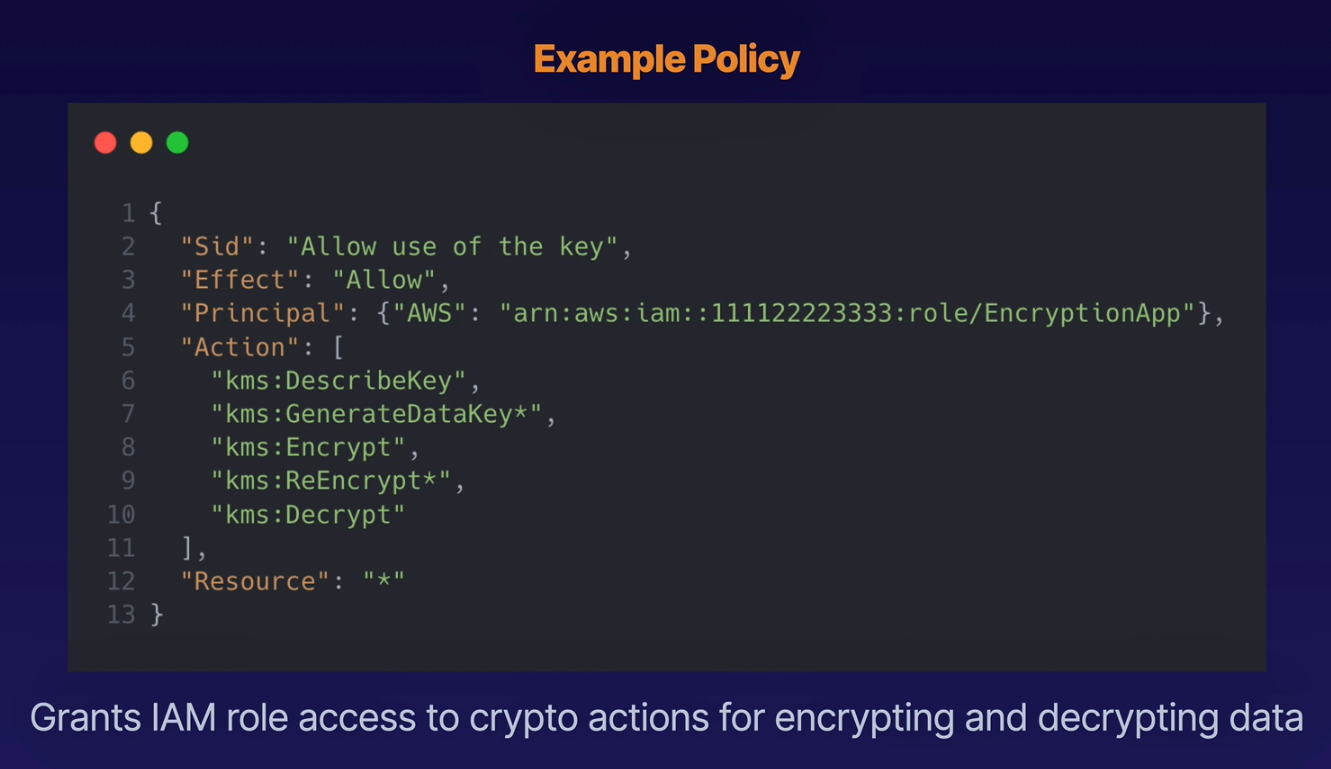 Example Policy
1 {
2   "Sid": "Allow use of the key",
3   "Effect": "Allow",
4   "Principal": {"AWS": "arn:aws:iam::111122223333:role/EncryptionApp"},
5   "Action": [
6     "kms:DescribeKey",
7     "kms:GenerateDataKey*",
8     "kms:Encrypt",
9     "kms:ReEncrypt*",
10     "kms:Decrypt"
11   ],
12   "Resource": "*"
13 }
Grants IAM role access to crypto actions for encrypting and decrypting data